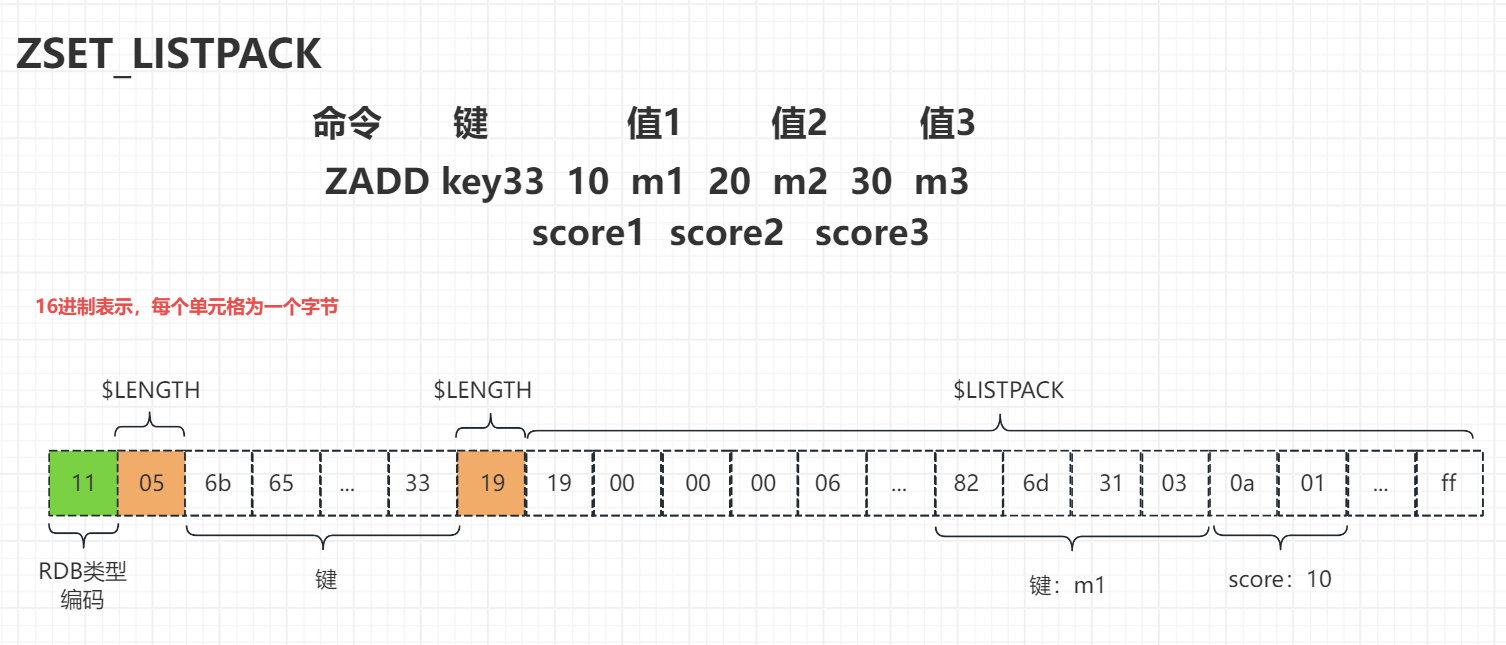 ZSET_LISTPACK
命令 键 值1 值2 值3
ZADD key33 10 m1 20 m2 30 m3
score1 score2 score3
16进制表示，每个单元格为一个字节
$LENGTH $LENGTH $LISTPACK
11 05 6b 65 ... 33 19 19 00 00 00 06 ... 82 6d 31 03 0a 01 ... ff
RDB类型
编码
键
键：m1
score：10